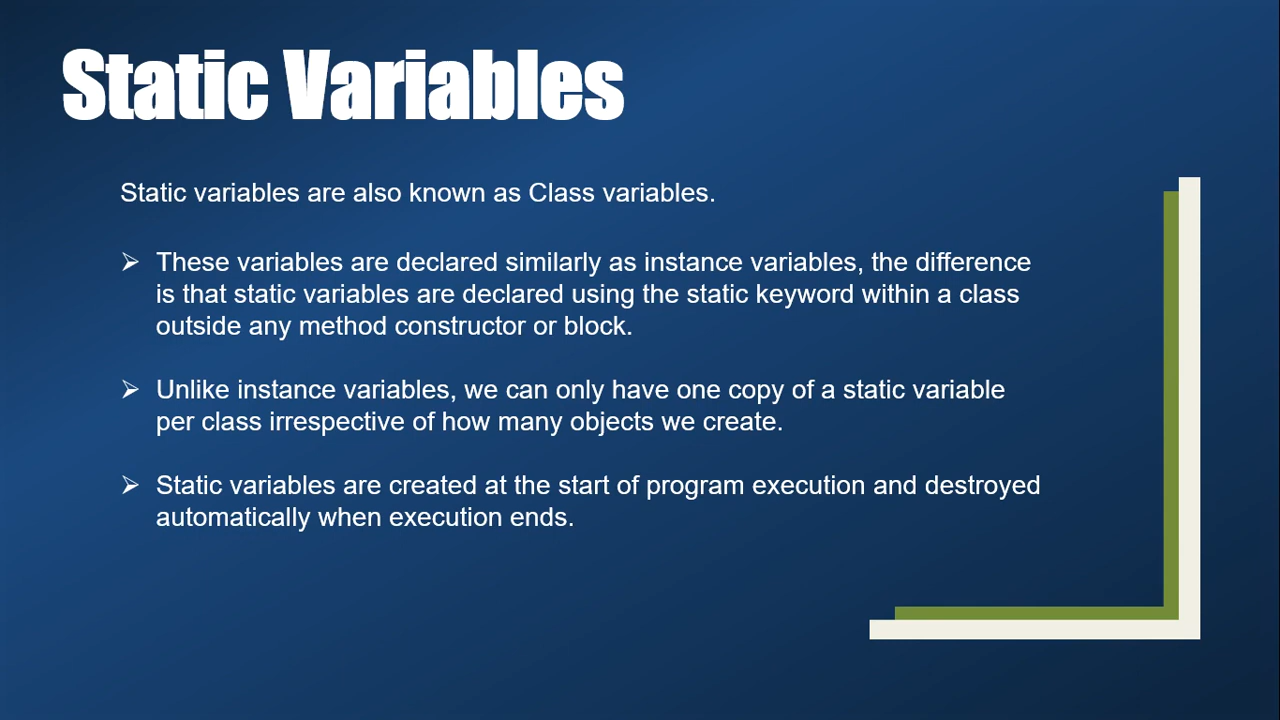 Static Variables
Static variables are also known as Class variables.
➢ These variables are declared similarly as instance variables, the difference
is that static variables are declared using the static keyword within a class
outside any method constructor or block.
➢ Unlike instance variables, we can only have one copy of a static variable
per class irrespective of how many objects we create.
➢ Static variables are created at the start of program execution and destroyed
automatically when execution ends.